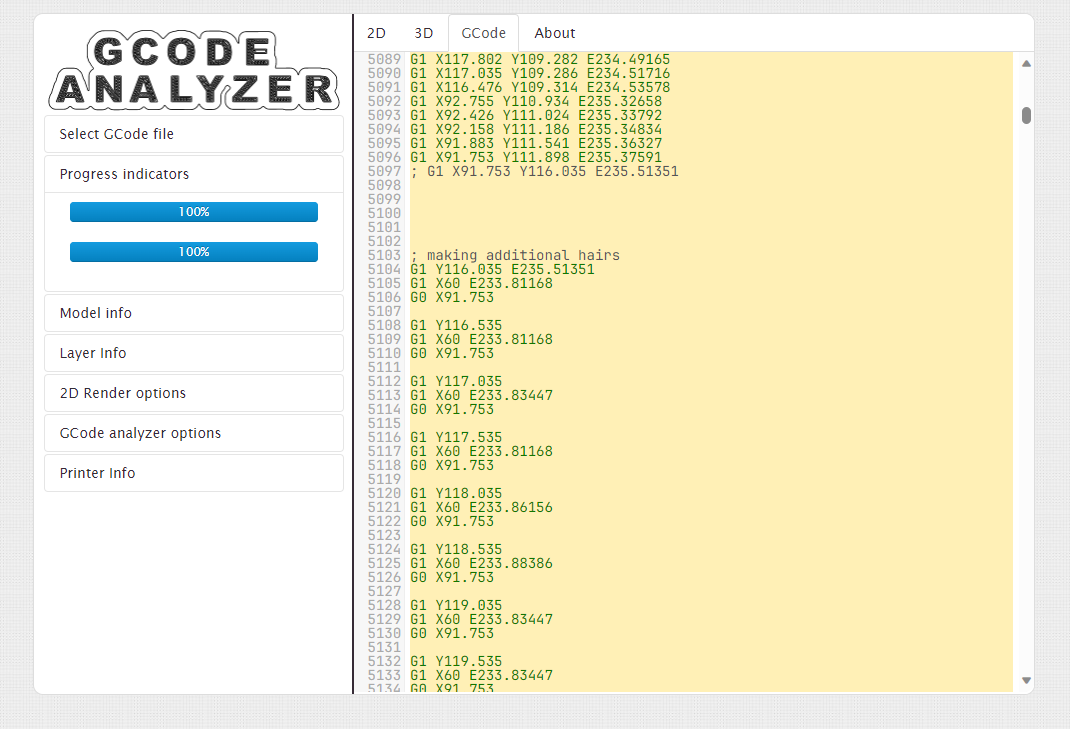 GCODE
ANALYZER
Select GCode file
Progress indicators
100%
100%
Model info
Layer Info
2D Render options
GCode analyzer options
Printer Info
2D 3D GCode About
5089 G1 X117.802 Y109.282 E234.49165
5090 G1 X117.035 Y109.286 E234.51716
5091 G1 X116.476 Y109.314 E234.53578
5092 G1 X92.755 Y110.934 E235.32658
5093 G1 X92.426 Y111.024 E235.33792
5094 G1 X92.158 Y111.186 E235.34834
5095 G1 X91.883 Y111.541 E235.36327
5096 G1 X91.753 Y111.898 E235.37591
5097 ; G1 X91.753 Y116.035 E235.51351
5098
5099
5100
5101
5102
5103 ; making additional hairs
5104 G1 Y116.035 E235.51351
5105 G1 X60 E233.81168
5106 G0 X91.753
5107
5108 G1 Y116.535
5109 G1 X60 E233.81168
5110 G0 X91.753
5111
5112 G1 Y117.035
5113 G1 X60 E233.83447
5114 G0 X91.753
5115
5116 G1 Y117.535
5117 G1 X60 E233.81168
5118 G0 X91.753
5119
5120 G1 Y118.035
5121 G1 X60 E233.86156
5122 G0 X91.753
5123
5124 G1 Y118.535
5125 G1 X60 E233.88386
5126 G0 X91.753
5127
5128 G1 Y119.035
5129 G1 X60 E233.83447
5130 G0 X91.753
5131
5132 G1 Y119.535
5133 G1 X60 E233.83447
5134 G0 X91.753